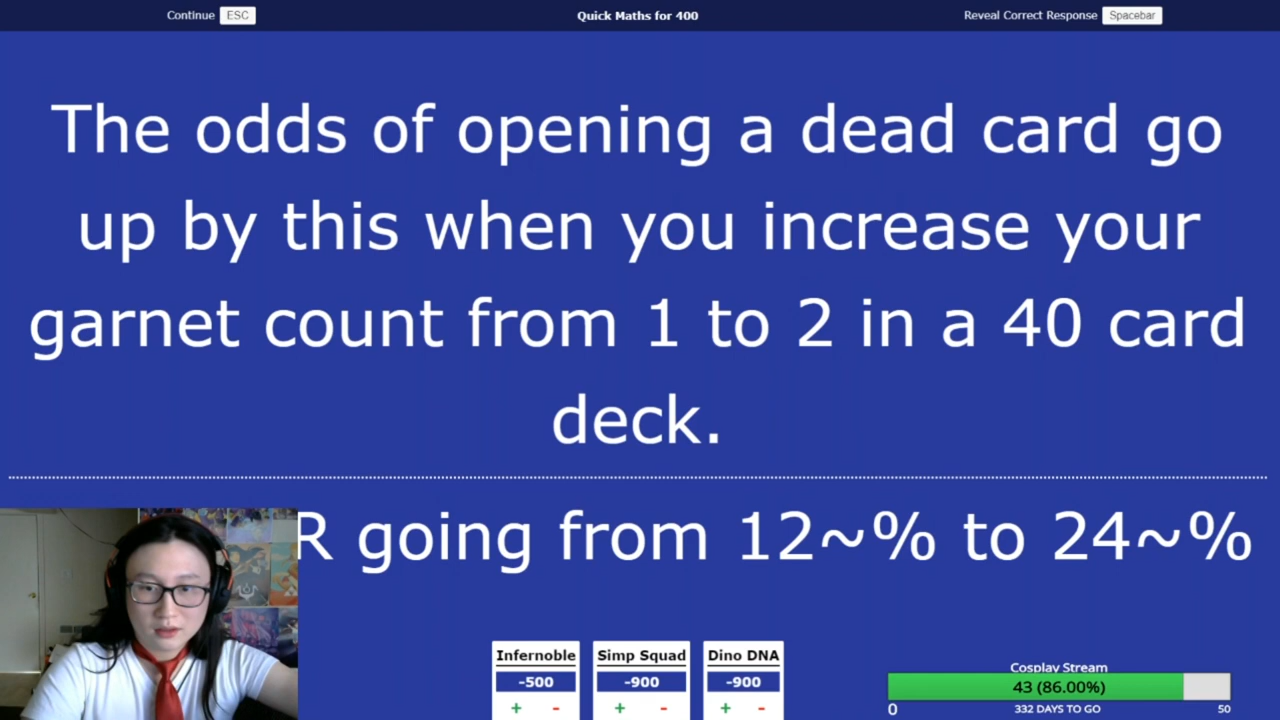 Continue ESC
Quick Maths for 400
Reveal Correct Response Spacebar
The odds of opening a dead card go
up by this when you increase your
garnet count from 1 to 2 in a 40 card
deck.
R going from 12~% to 24~%
Infernoble Simp Squad Dino DNA
-500 -900 -900
+ - + - + -
Cosplay Stream
43 (86.00%)
0 332 DAYS TO GO 50